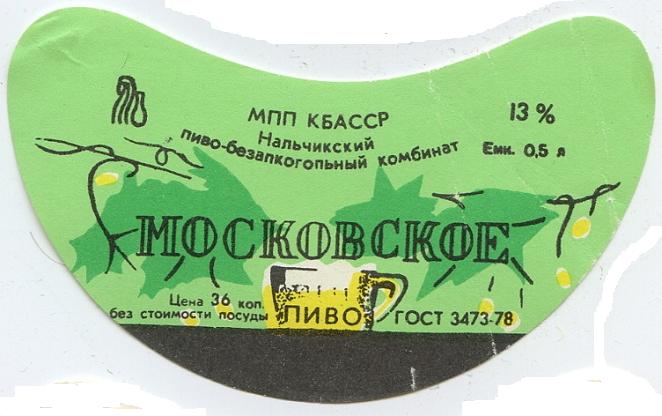 МПП КБАССР
Нальчикский
пиво-безалкогольный комбинат
13 %
Емк. 0,5 л
МОСКОВСКОЕ
Цена 36 коп.
без стоимости посуды
ПИВО
ГОСТ 3473-78